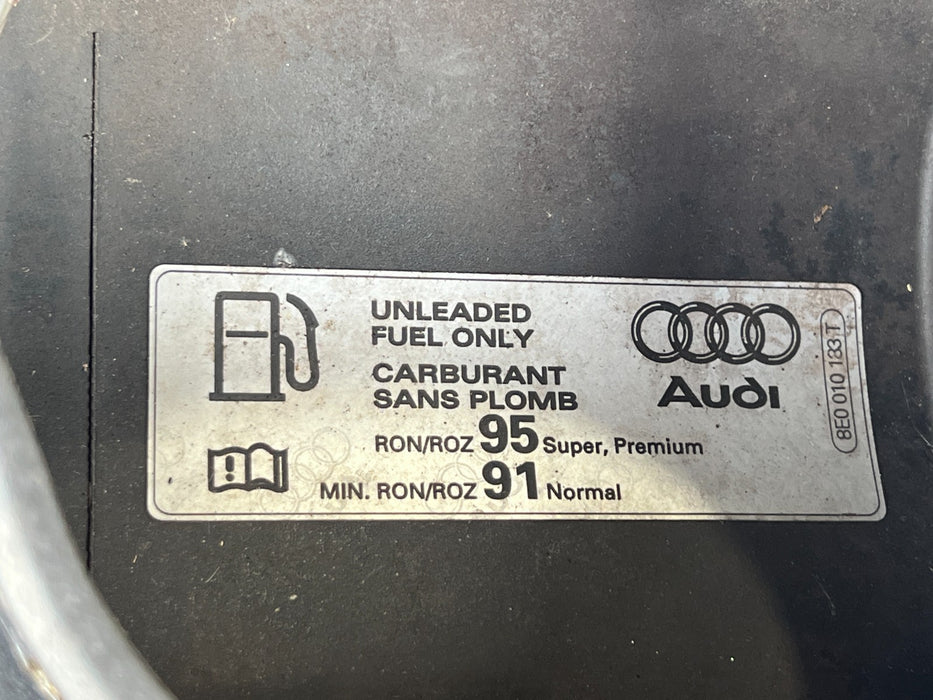 UNLEADED
FUEL ONLY
CARBURANT
SANS PLOMB
RON/ROZ 95 Super, Premium
MIN. RON/ROZ 91 Normal
Audi
8E0 010 133 T